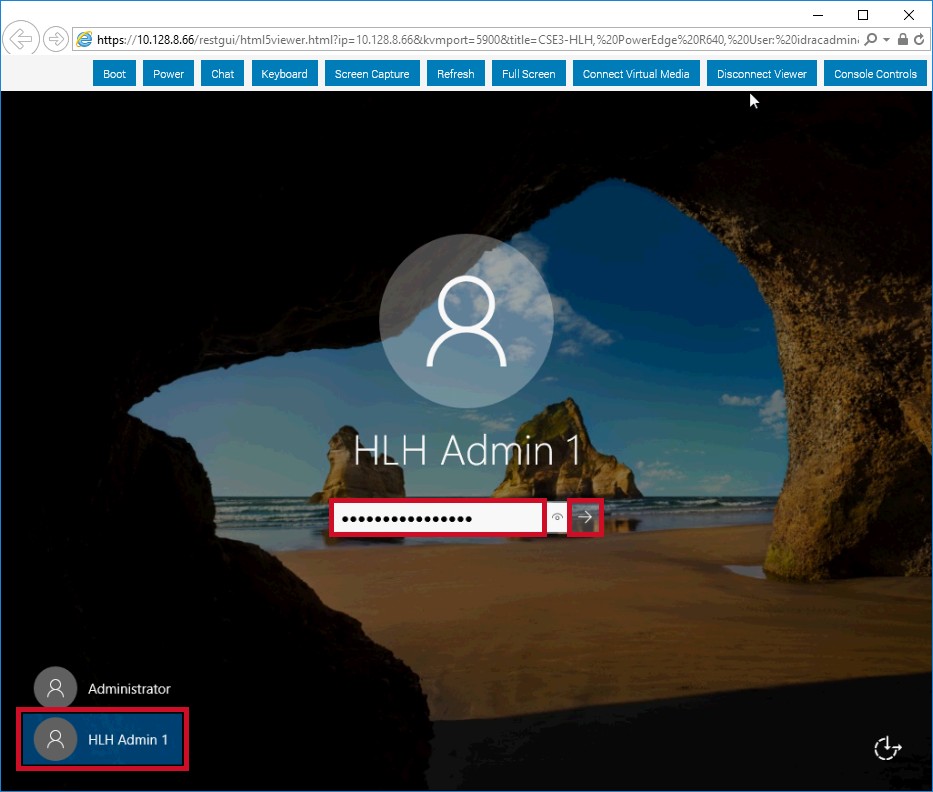 https://10.128.8.66/restgui/html5viewer.html?ip=10.128.8.66&kvmport=5900&title=CSE3-HLH,%20PowerEdge%20R640,%20User:%20idracadmin
Boot Power Chat Keyboard Screen Capture Refresh Full Screen Connect Virtual Media Disconnect Viewer Console Controls
HLH Admin 1
Administrator
HLH Admin 1